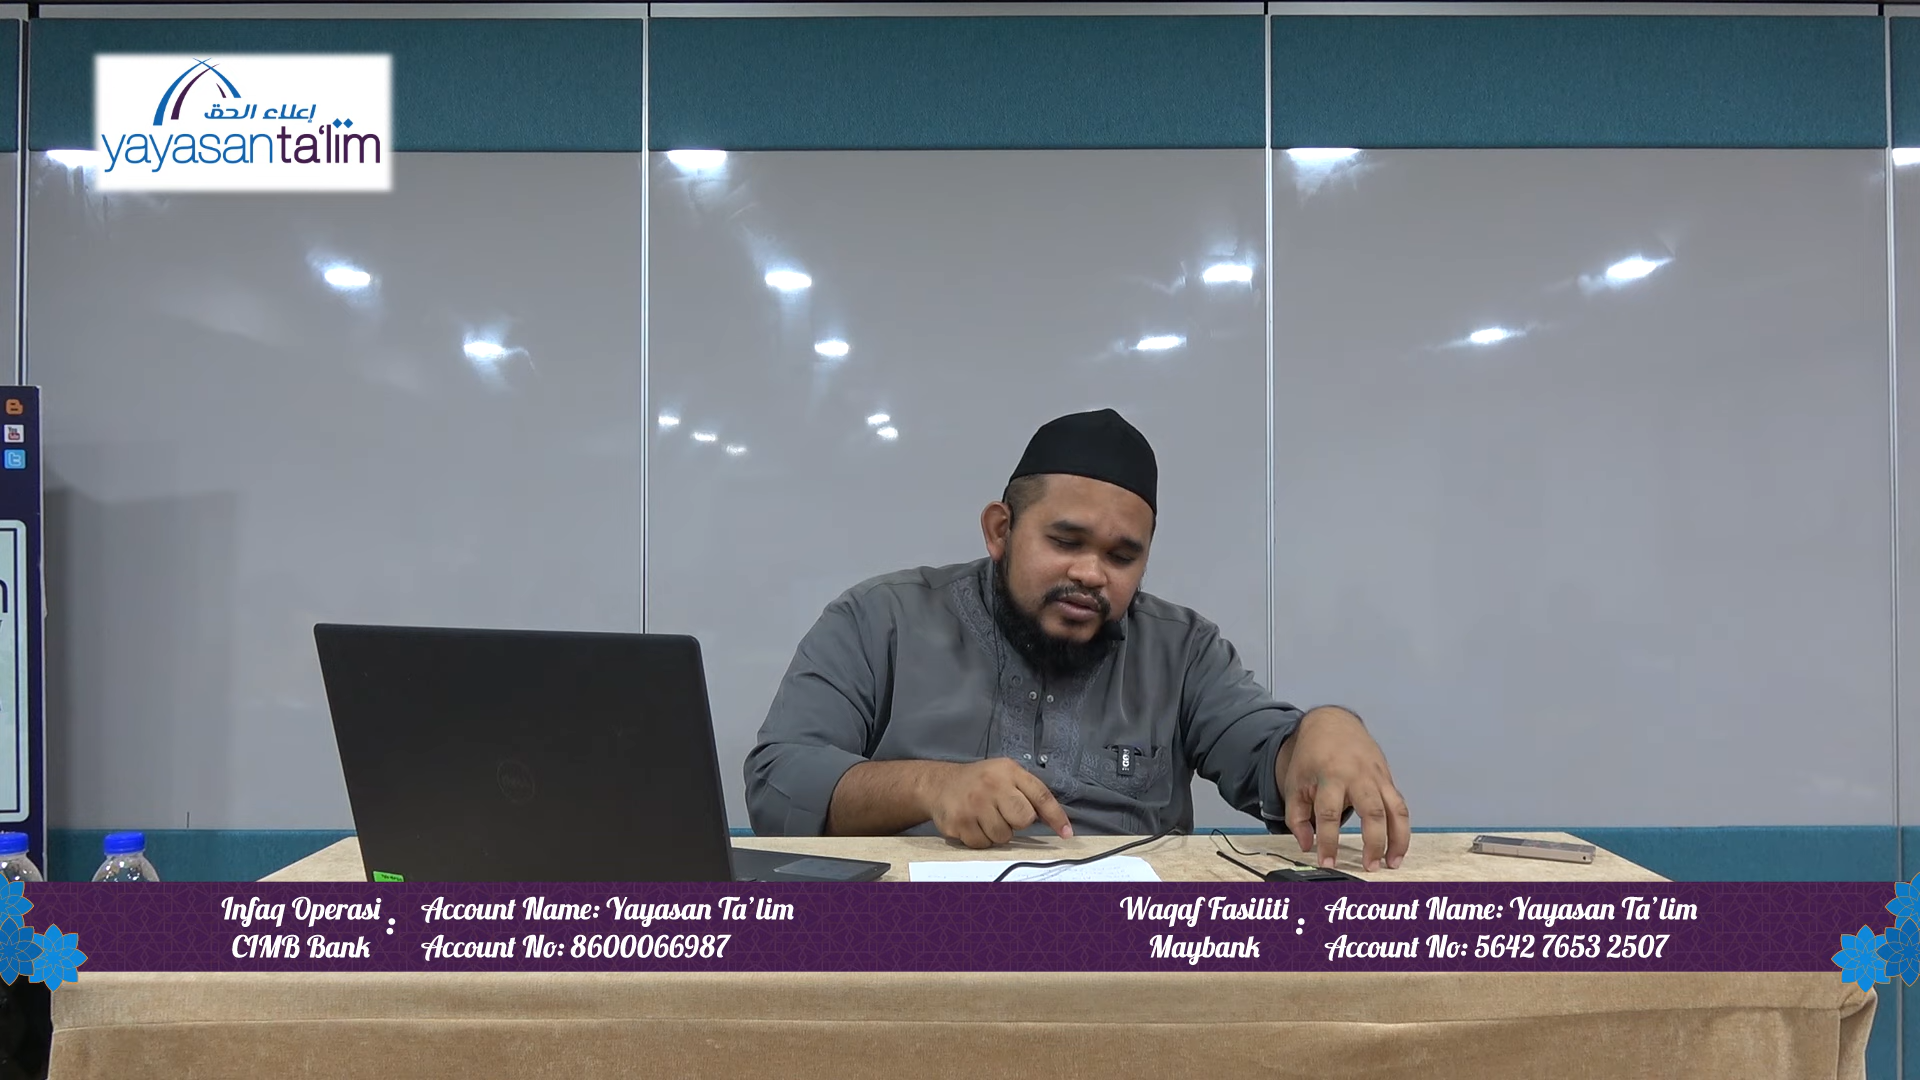 إعلاء الحق
yayasanta'lim
Infaq Operasi : Account Name: Yayasan Ta'lim
CIMB Bank Account No: 8600066987
Waqaf Fasiliti : Account Name: Yayasan Ta'lim
Maybank Account No: 5642 7653 2507